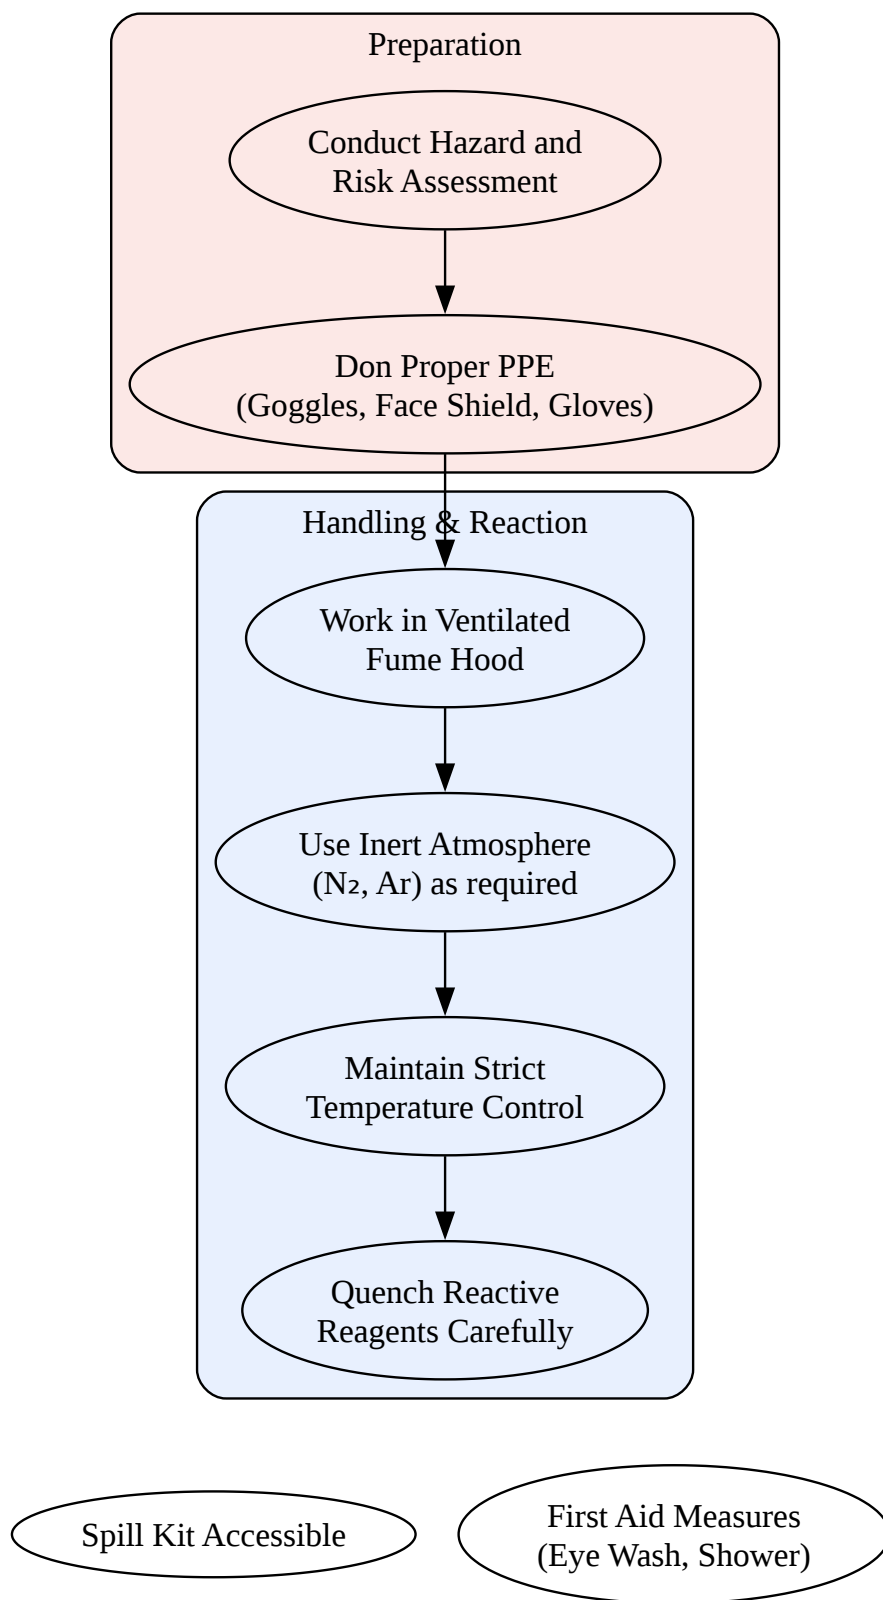 Preparation
Conduct Hazard and
Risk Assessment
Don Proper PPE
(Goggles, Face Shield, Gloves)
Handling & Reaction
Work in Ventilated
Fume Hood
Use Inert Atmosphere
(N₂, Ar) as required
Maintain Strict
Temperature Control
Quench Reactive
Reagents Carefully
Spill Kit Accessible
First Aid Measures
(Eye Wash, Shower)